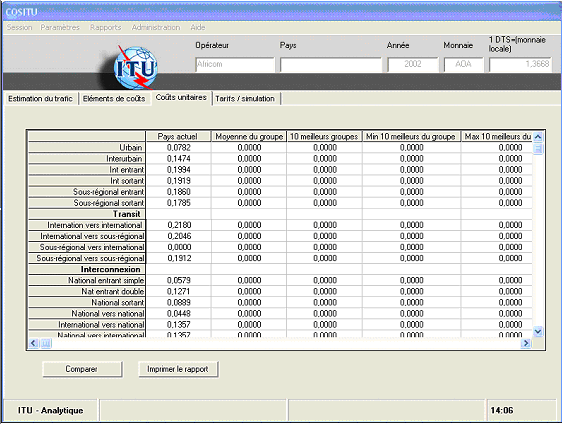 COSITU
Session Paramètres Rapports Administration Aide
Opérateur Pays Année Monnaie 1 DTS=(monnaie locale)
Africom 2002 AOA 1,3668
ITU
Estimation du trafic Eléments de coûts Coûts unitaires Tarifs / simulation
Pays actuel Moyenne du groupe 10 meilleurs groupes Min 10 meilleurs du groupe Max 10 meilleurs du
Urbain 0,0782 0,0000 0,0000 0,0000 0,0000
Interurbain 0,1474 0,0000 0,0000 0,0000 0,0000
Int entrant 0,1994 0,0000 0,0000 0,0000 0,0000
Int sortant 0,1919 0,0000 0,0000 0,0000 0,0000
Sous-régional entrant 0,1860 0,0000 0,0000 0,0000 0,0000
Sous-régional sortant 0,1785 0,0000 0,0000 0,0000 0,0000
Transit
Internation vers international 0,2180 0,0000 0,0000 0,0000 0,0000
International vers sous-régional 0,2046 0,0000 0,0000 0,0000 0,0000
Sous-régional vers international 0,0000 0,0000 0,0000 0,0000 0,0000
Sous-régional vers sous-régional 0,1912 0,0000 0,0000 0,0000 0,0000
Interconnexion
National entrant simple 0,0579 0,0000 0,0000 0,0000 0,0000
Nat entrant double 0,1271 0,0000 0,0000 0,0000 0,0000
National sortant 0,0889 0,0000 0,0000 0,0000 0,0000
National vers national 0,0448 0,0000 0,0000 0,0000 0,0000
International vers national 0,1357 0,0000 0,0000 0,0000 0,0000
National vers international 0,1357 0,0000 0,0000 0,0000 0,0000
Comparer Imprimer le rapport
ITU - Analytique 14:06